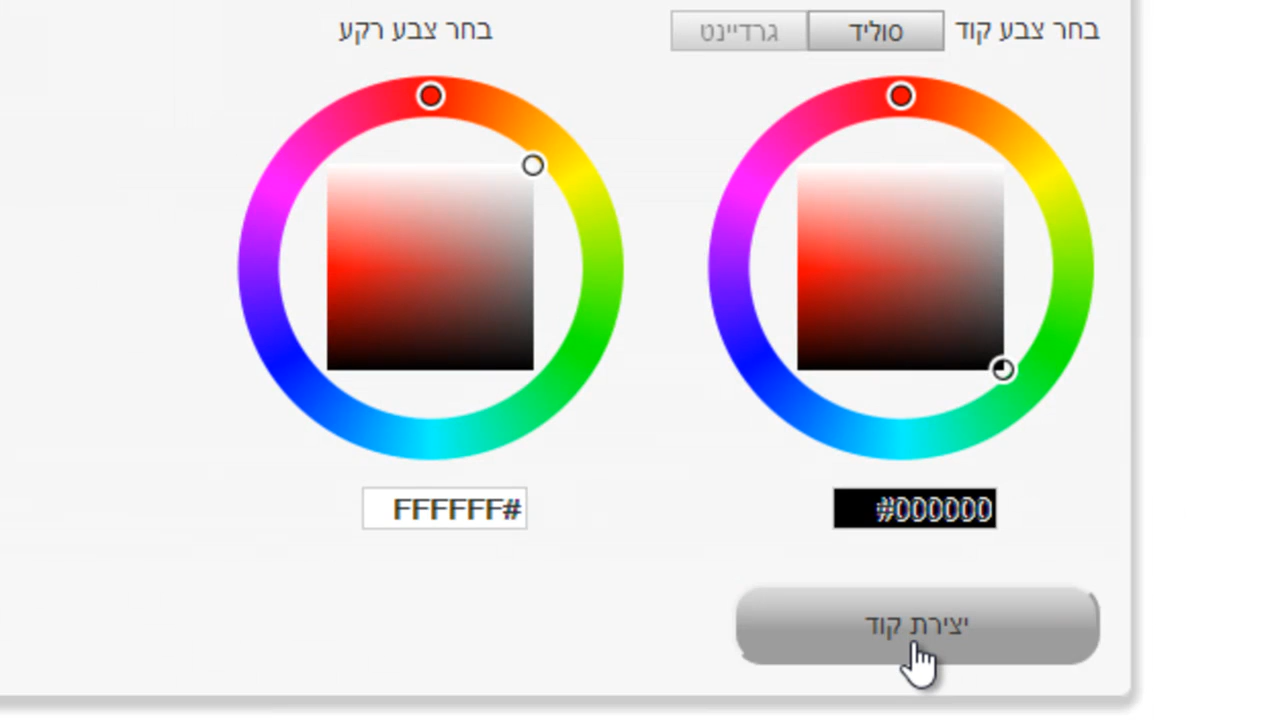 בחר צבע קוד
סוליד
גרדיינט
בחר צבע רקע
#000000
FFFFFF#
יצירת קוד